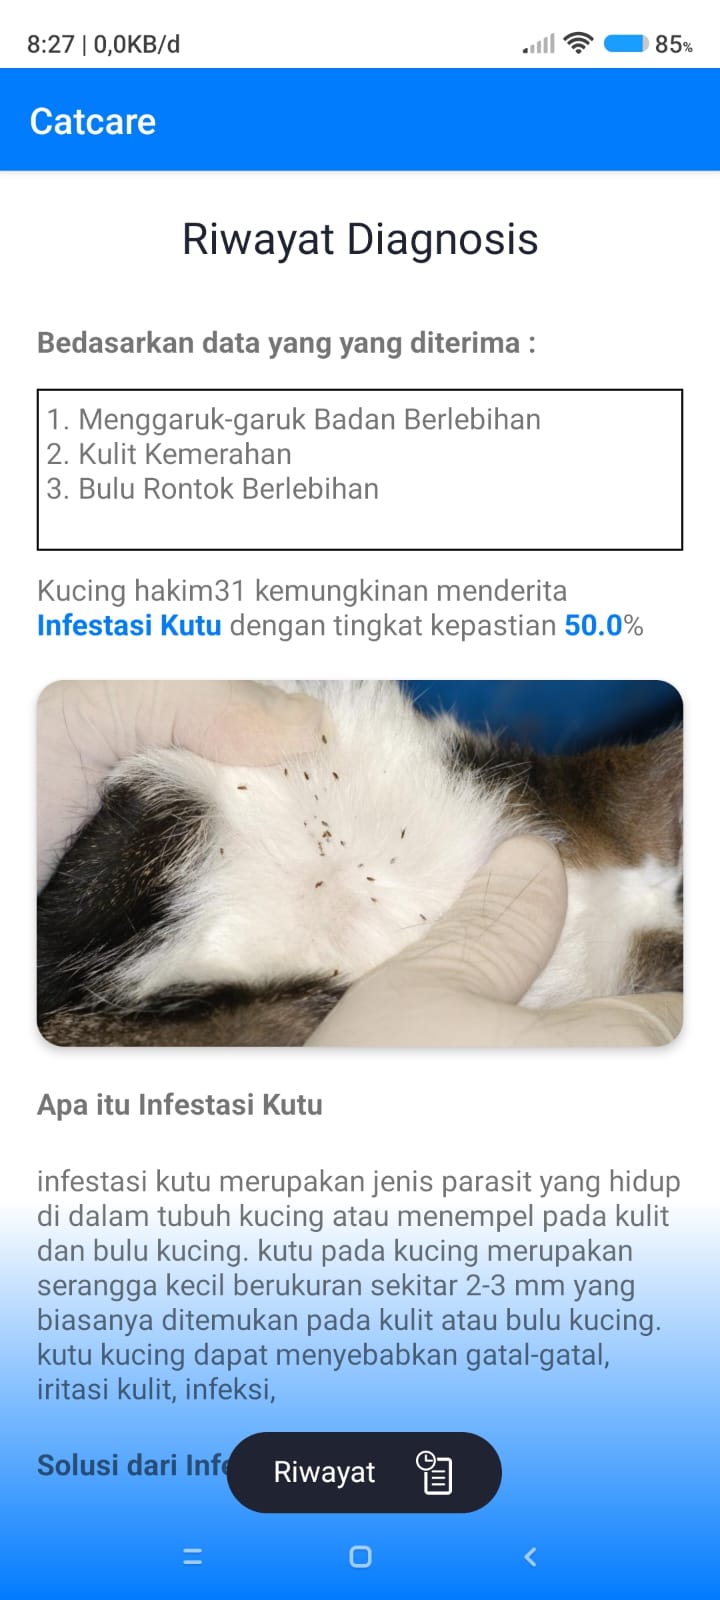 8:27 | 0,0KB/d
85%
Catcare
Riwayat Diagnosis
Bedasarkan data yang yang diterima :
1. Menggaruk-garuk Badan Berlebihan
2. Kulit Kemerahan
3. Bulu Rontok Berlebihan
Kucing hakim31 kemungkinan menderita
Infestasi Kutu dengan tingkat kepastian 50.0%
Apa itu Infestasi Kutu
infestasi kutu merupakan jenis parasit yang hidup
di dalam tubuh kucing atau menempel pada kulit
dan bulu kucing. kutu pada kucing merupakan
serangga kecil berukuran sekitar 2-3 mm yang
biasanya ditemukan pada kulit atau bulu kucing.
kutu kucing dapat menyebabkan gatal-gatal,
iritasi kulit, infeksi,
Solusi dari
Riwayat